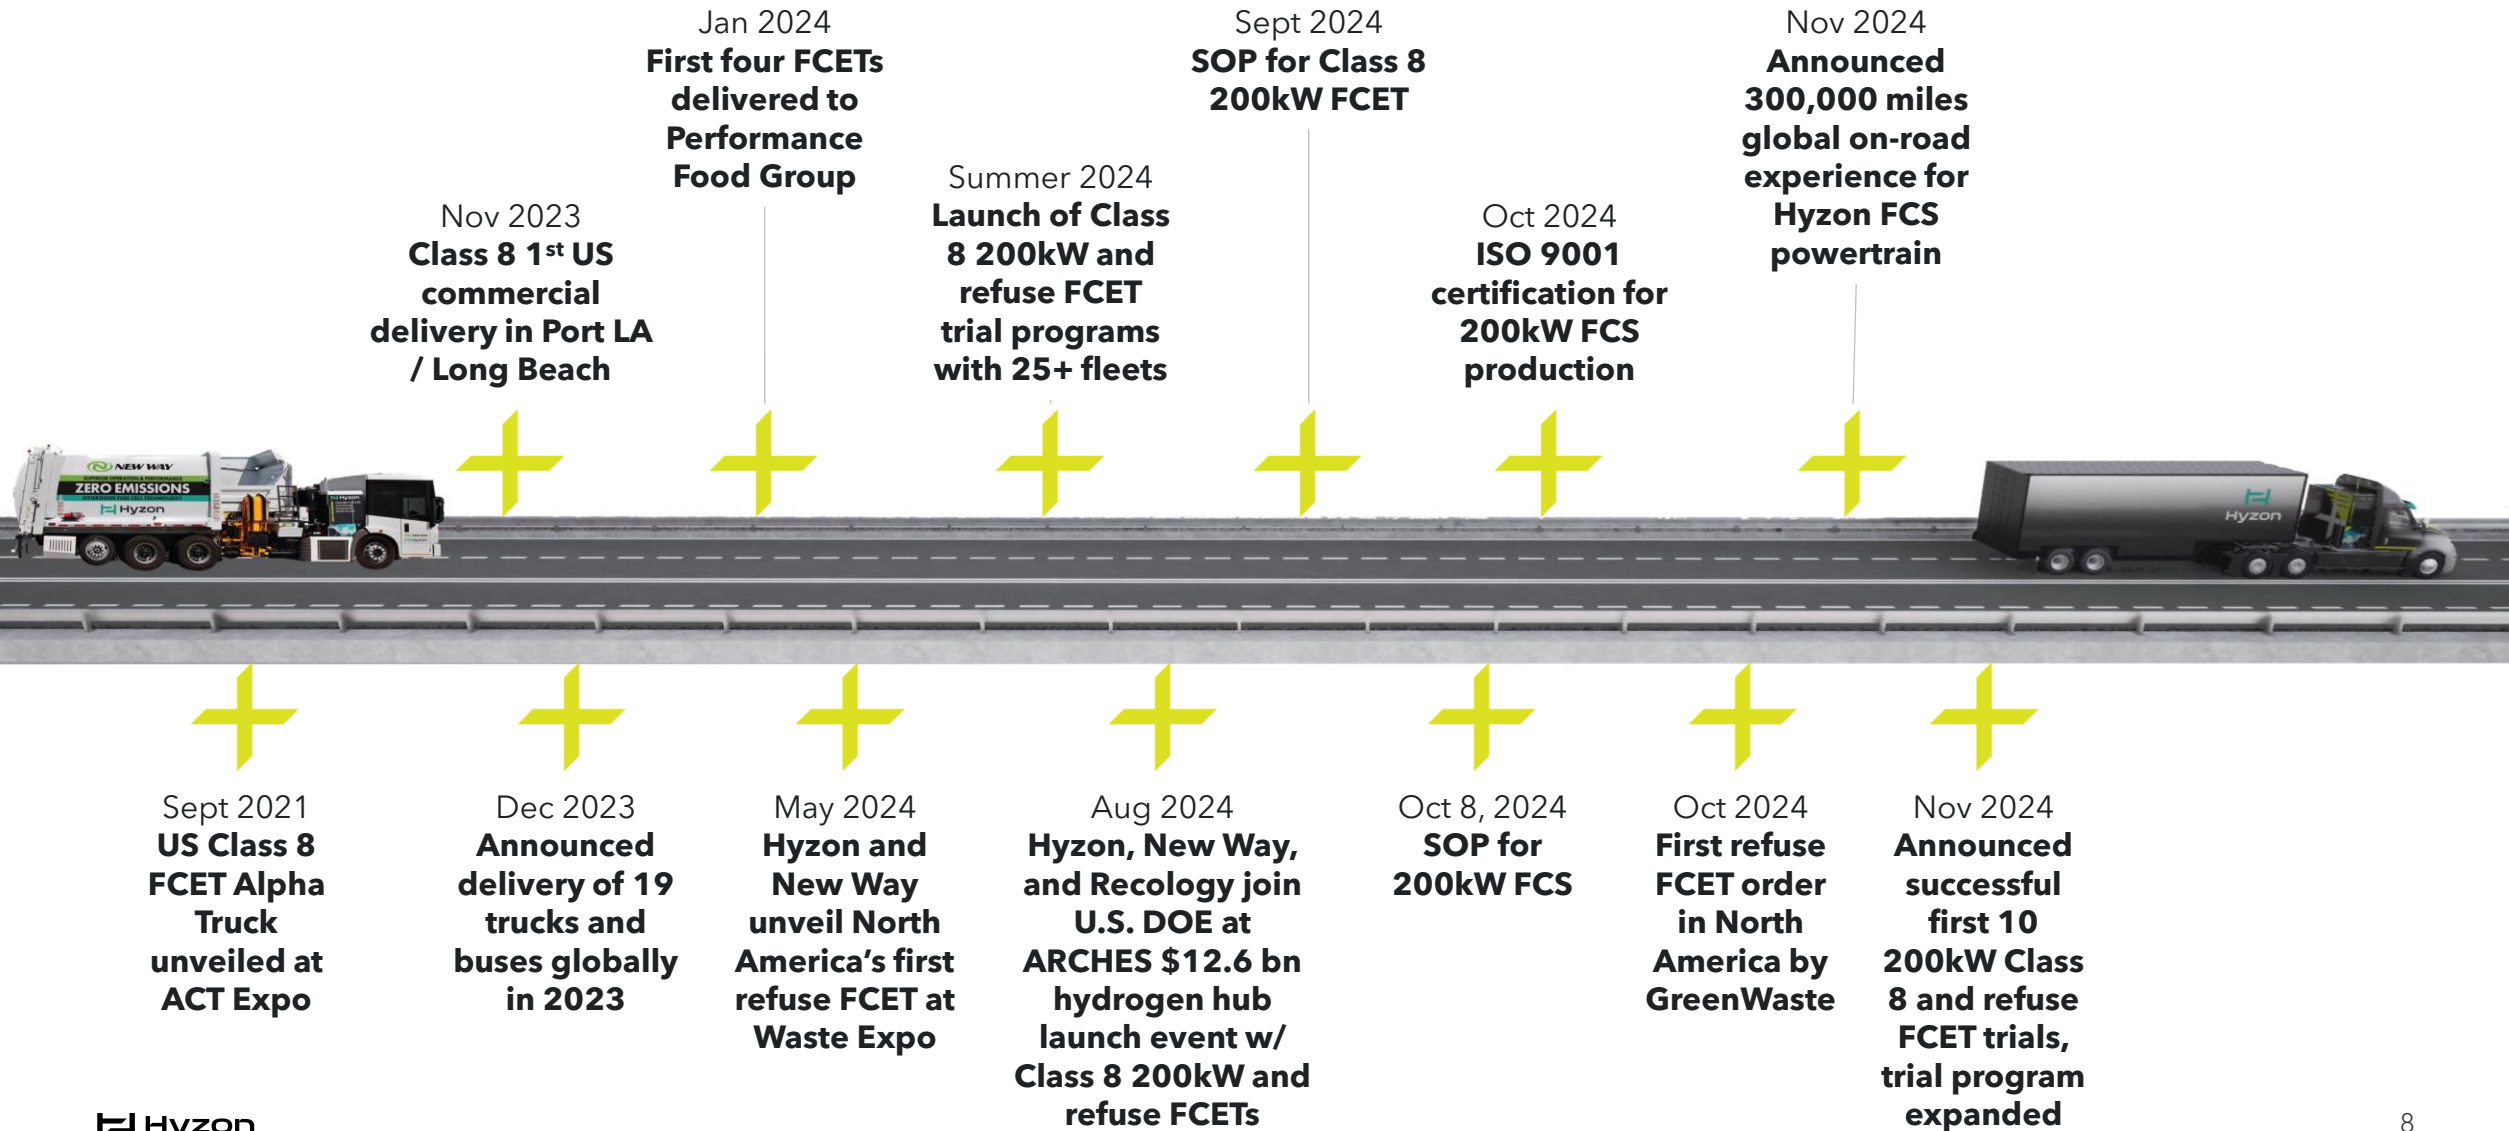 Jan 2024
First four FCETs
delivered to
Performance
Food Group
Sept 2024
SOP for Class 8
200kW FCET
Nov 2024
Announced
300,000 miles
global on-road
experience for
Hyzon FCS
powertrain
Nov 2023
Class 8 1st US
commercial
delivery in Port LA
/ Long Beach
Summer 2024
Launch of Class
8 200kW and
refuse FCET
trial programs
with 25+ fleets
Oct 2024
ISO 9001
certification for
200kW FCS
production
NEW WAY
SUPERIOR OPERATION & PERFORMANCE
ZERO EMISSIONS
HYDROGEN FUEL CELL TECHNOLOGY
Hyzon
Hyzon
Hyzon
Sept 2021
US Class 8
FCET Alpha
Truck
unveiled at
ACT Expo
Dec 2023
Announced
delivery of 19
trucks and
buses globally
in 2023
May 2024
Hyzon and
New Way
unveil North
America’s first
refuse FCET at
Waste Expo
Aug 2024
Hyzon, New Way,
and Recology join
U.S. DOE at
ARCHES $12.6 bn
hydrogen hub
launch event w/
Class 8 200kW and
refuse FCETs
Oct 8, 2024
SOP for
200kW FCS
Oct 2024
First refuse
FCET order
in North
America by
GreenWaste
Nov 2024
Announced
successful
first 10
200kW Class
8 and refuse
FCET trials,
trial program
expanded
Hyzon
8